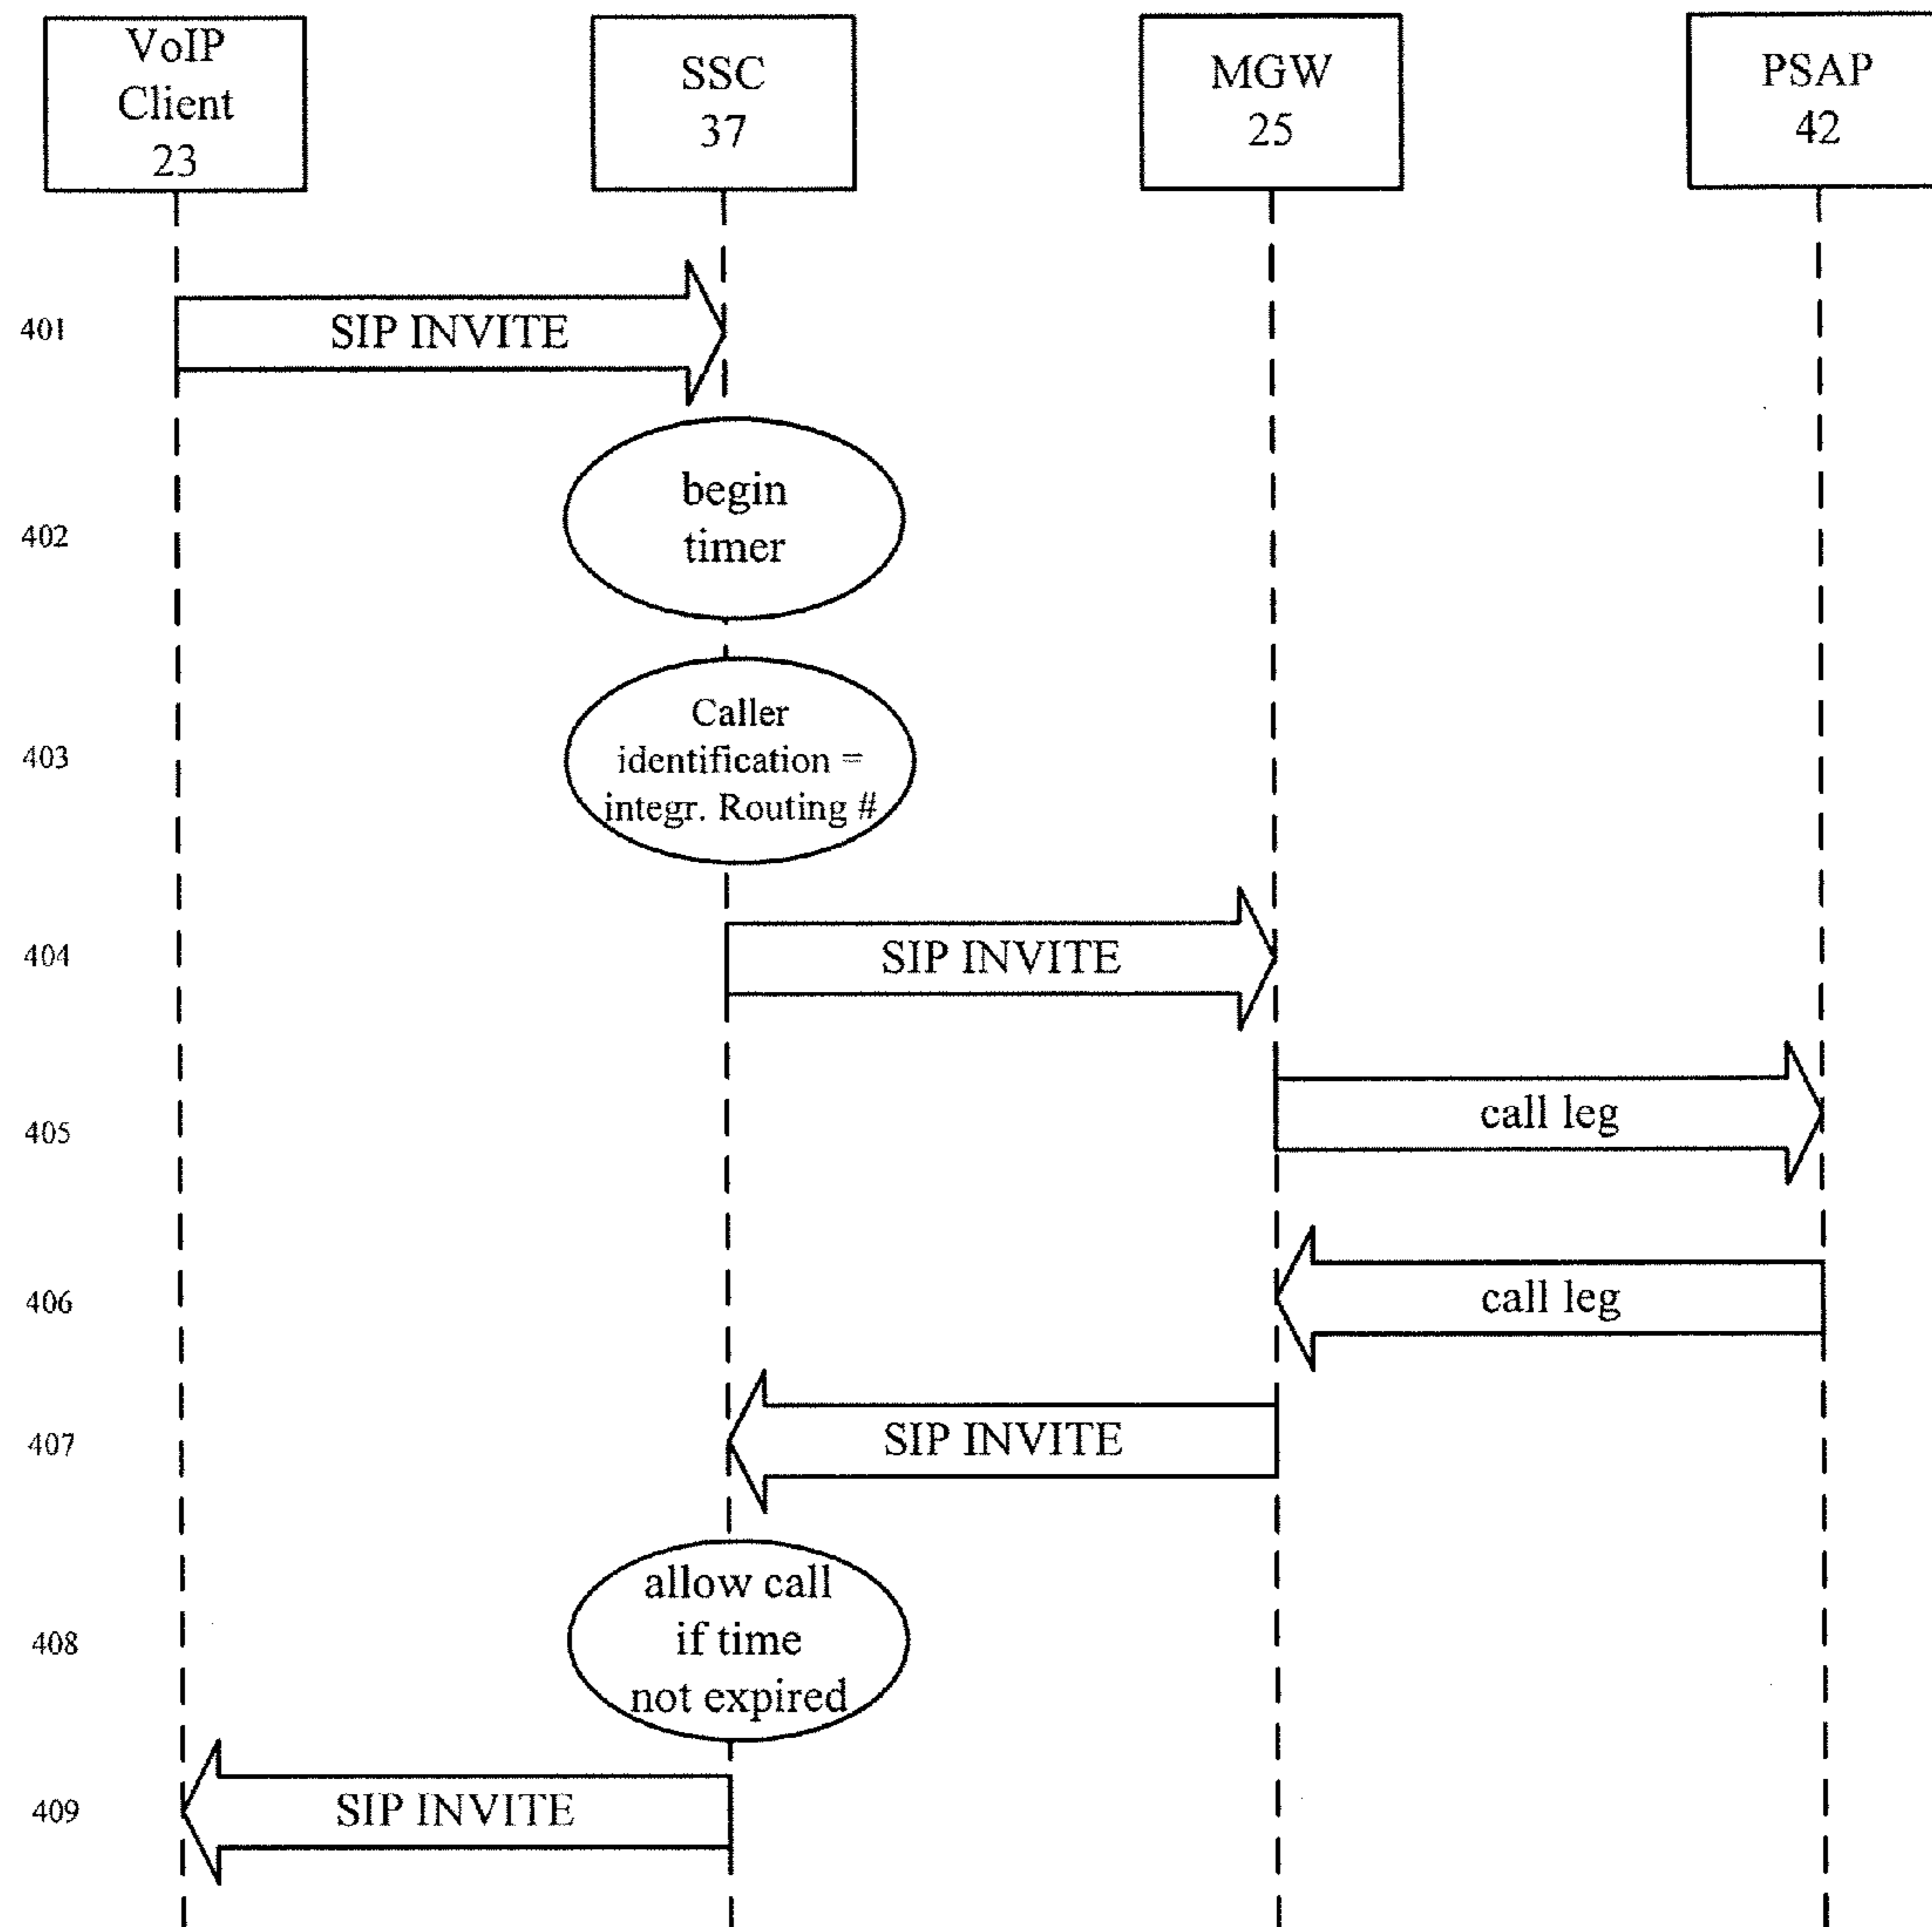 VoIP
Client
23
SSC
37
MGW
25
PSAP
42
401
SIP INVITE
402
begin
timer
403
Caller
identification =
integr. Routing #
404
SIP INVITE
405
call leg
406
call leg
407
SIP INVITE
408
allow call
if time
not expired
409
SIP INVITE